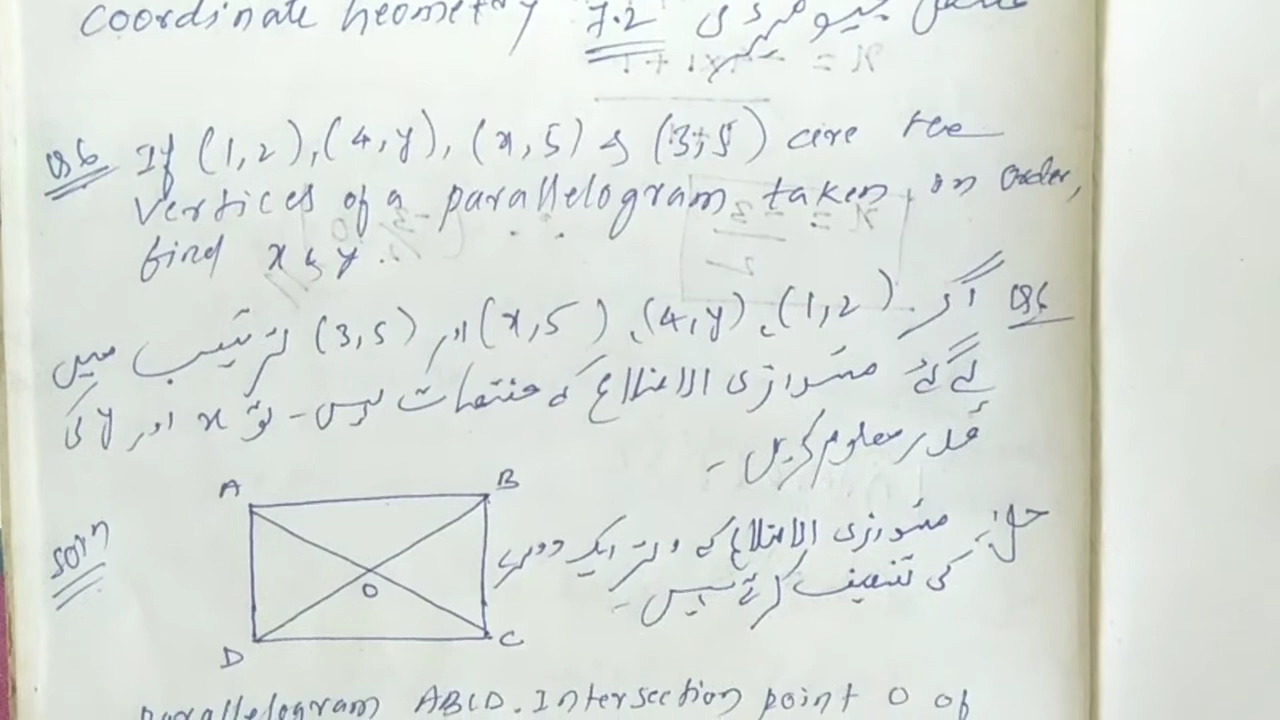 Coordinate Geometry 7.2
Q6 If (1,2), (4,y), (x,5) & (3,5) are the
vertices of a parallelogram taken in order,
find x & y.
Q6 اگر (1,2)، (4,y)، (x,5) اور (3,5) ترتیب میں
لئے گئے متوازی الاضلاع کے منتہات ہیں۔ تو x اور y کی
قدر معلوم کریں۔
A B
Soln
حل: متوازی الاضلاع کے وتر ایک دوسرے
کی تنصیف کرتے ہیں۔
O
D C
parallelogram ABCD. Intersection point O of